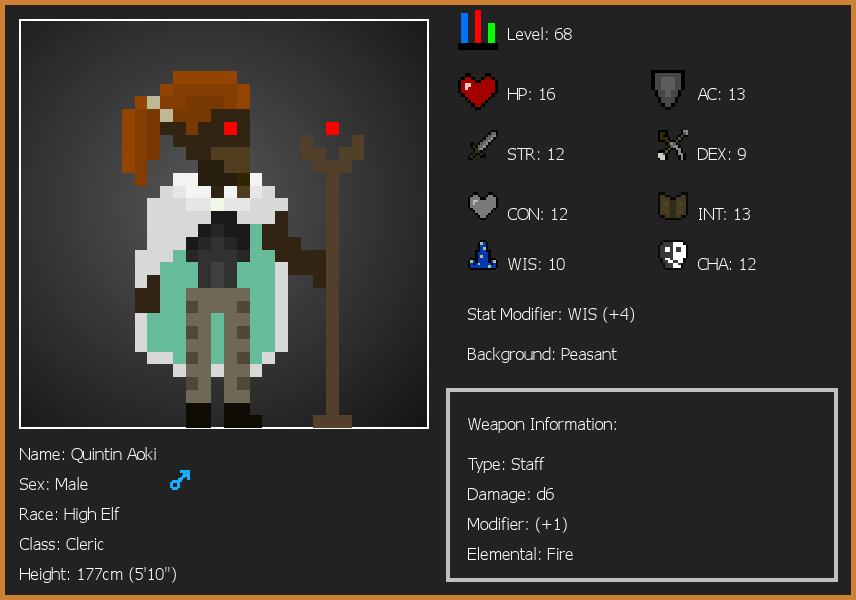 Level: 68
HP: 16
AC: 13
STR: 12
DEX: 9
CON: 12
INT: 13
WIS: 10
CHA: 12
Stat Modifier: WIS (+4)
Background: Peasant
Weapon Information:
Type: Staff
Damage: d6
Modifier: (+1)
Elemental: Fire
Name: Quintin Aoki
Sex: Male
Race: High Elf
Class: Cleric
Height: 177cm (5'10")